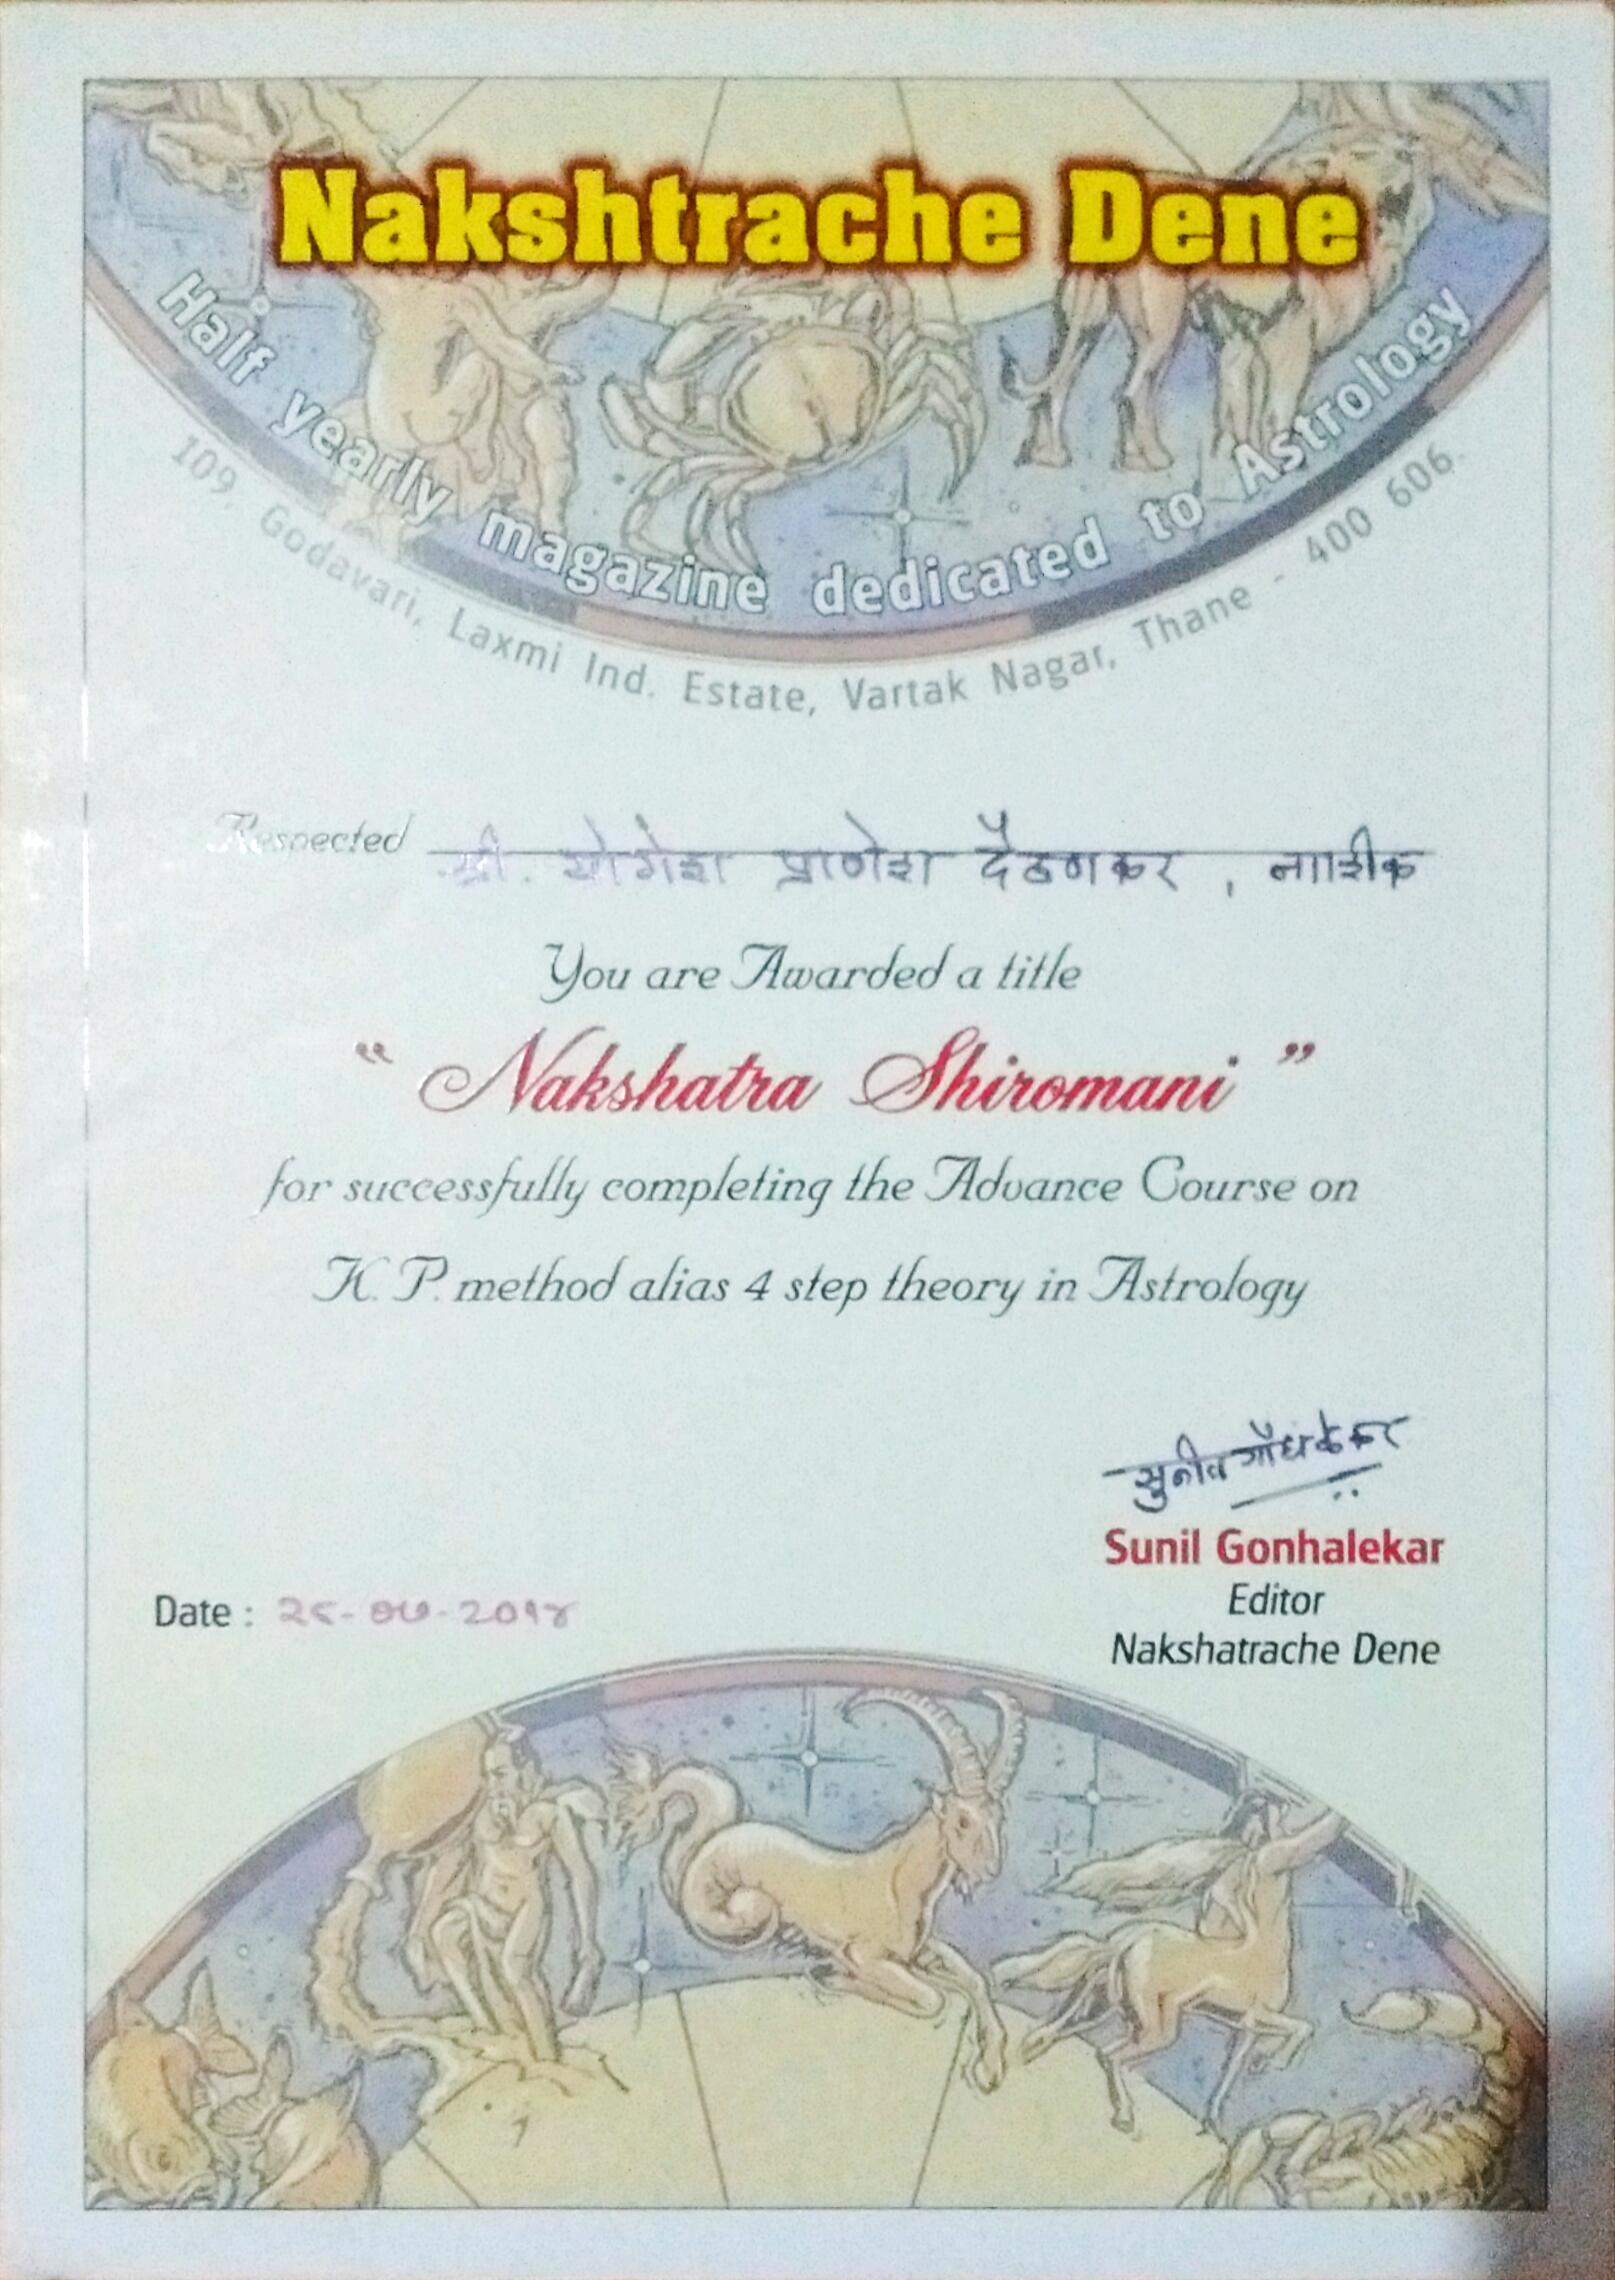 Nakshtrache Dene
Half yearly magazine dedicated to Astrology
109, Godavari, Laxmi Ind. Estate, Vartak Nagar, Thane - 400 606.
Respected श्री. योगेश प्राणेश दैठणकर , नाशिक
You are Awarded a title
“ Nakshatra Shiromani ”
for successfully completing the Advance Course on
K. P. method alias 4 step theory in Astrology
सुनील गोंधळेकर
Sunil Gonhalekar
Editor
Nakshatrache Dene
Date : २८-०७-२०१४